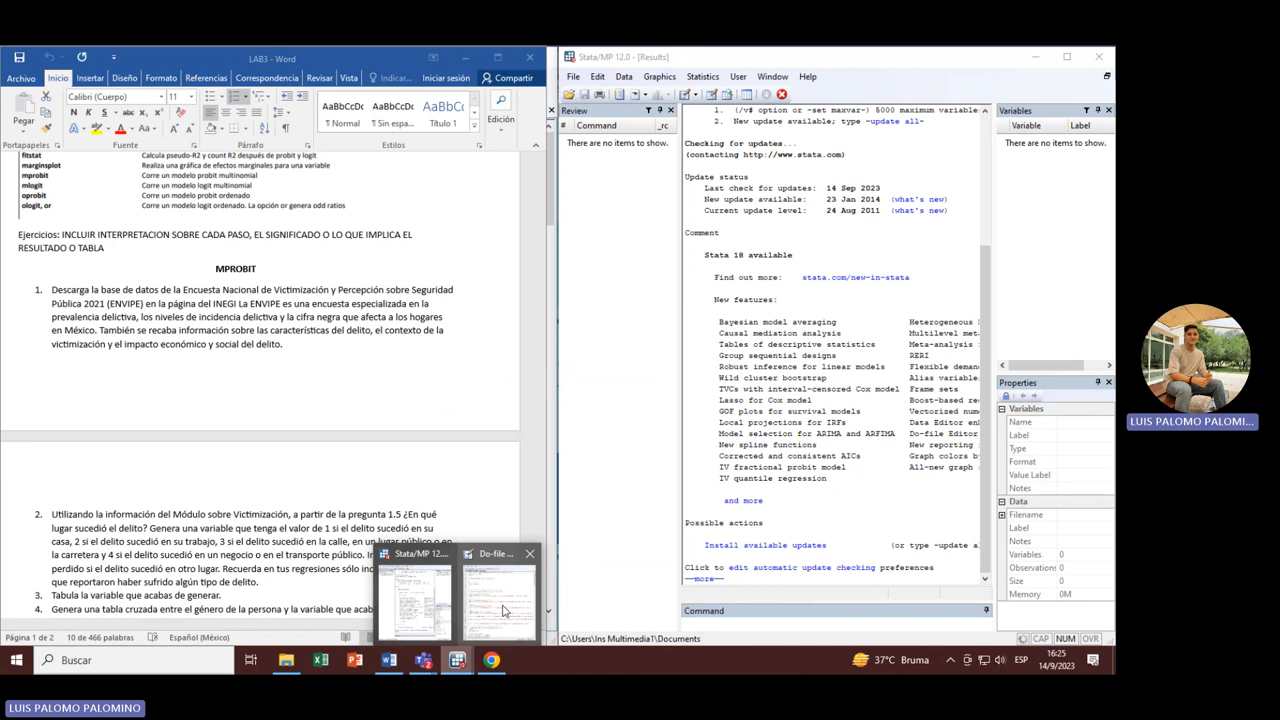 LAB3 - Word
Archivo Inicio Insertar Diseño Formato Referencias Correspondencia Revisar Vista Indicar... Iniciar sesión Compartir
Calibri (Cuerpo) 11
Pegar
N K S abc
Aa
AaBbCcDc AaBbCcDc AaBbC(
¶ Normal ¶ Sin espa... Título 1
Edición
Portapapeles Fuente Párrafo Estilos
fitstat Calcula pseudo-R2 y count R2 después de probit y logit
marginsplot Realiza una gráfica de efectos marginales para una variable
mprobit Corre un modelo probit multinomial
mlogit Corre un modelo logit multinomial
oprobit Corre un modelo probit ordenado
ologit, or Corre un modelo logit ordenado. La opción or genera odd ratios
Ejercicios: INCLUIR INTERPRETACION SOBRE CADA PASO, EL SIGNIFICADO O LO QUE IMPLICA EL
RESULTADO O TABLA
MPROBIT
1. Descarga la base de datos de la Encuesta Nacional de Victimización y Percepción sobre Seguridad
Pública 2021 (ENVIPE) en la página del INEGI La ENVIPE es una encuesta especializada en la
prevalencia delictiva, los niveles de incidencia delictiva y la cifra negra que afecta a los hogares
en México. También se recaba información sobre las características del delito, el contexto de la
victimización y el impacto económico y social del delito.
2. Utilizando la información del Módulo sobre Victimización, a partir de la pregunta 1.5 ¿En qué
lugar sucedió el delito? Genera una variable que tenga el valor de 1 si el delito sucedió en su
casa, 2 si el delito sucedió en su trabajo, 3 si el delito sucedió en la calle, en un lugar público o en
la carretera y 4 si el delito sucedió en un negocio o en el transporte público. In
perdido si el delito sucedió en otro lugar. Recuerda en tus regresiones sólo inc
que reportaron haber sufrido algún tipo de delito.
3. Tabula la variable que acabas de generar.
4. Genera una tabla cruzada entre el género de la persona y la variable que acab
Página 1 de 2 10 de 466 palabras Español (México)
Stata/MP 12.... Do-file ...
Stata/MP 12.0 - [Results]
File Edit Data Graphics Statistics User Window Help
Review
# Command _rc
There are no items to show.
1. (/v# option or -set maxvar-) 5000 maximum variable
2. New update available; type -update all-
Checking for updates...
(contacting http://www.stata.com)
Update status
Last check for updates: 14 Sep 2023
New update available: 23 Jan 2014 (what's new)
Current update level: 24 Aug 2011 (what's new)
Comment
Stata 18 available
Find out more: stata.com/new-in-stata
New features:
Bayesian model averaging Heterogeneous
Causal mediation analysis Multilevel me
Tables of descriptive statistics Meta-analysis
Group sequential designs RERI
Robust inference for linear models Flexible deman
Wild cluster bootstrap Alias variable
TVCs with interval-censored Cox model Frame sets
Lasso for Cox model Boost-based re
GOF plots for survival models Vectorized num
Local projections for IRFs Data Editor en
Model selection for ARIMA and ARFIMA Do-file Editor
New spline functions New reporting
Corrected and consistent AICs Graph colors b
IV fractional probit model All-new graph
IV quantile regression
and more
Possible actions
Install available updates (or type -update a
Click to edit automatic update checking preferences
—more—
Command
C:\Users\Ins Multimedia1\Documents
CAP NUM OVR
Variables
Variable Label
There are no items to show.
Properties
Variables
Name
Label
Type
Format
Value Label
Notes
Data
Filename
Label
Notes
Variables 0
Observations 0
Size 0
Memory 0M
Buscar
37°C Bruma
ESP
16:25
14/9/2023
LUIS PALOMO PALOMI...
LUIS PALOMO PALOMINO